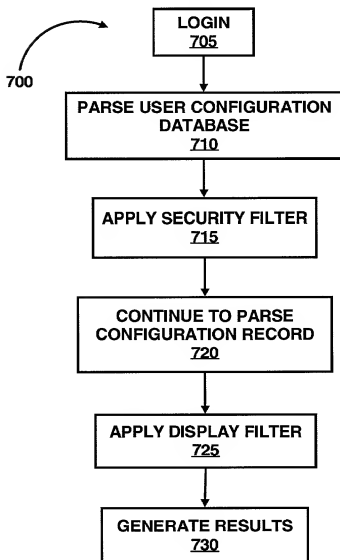 LOGIN
705
700
PARSE USER CONFIGURATION
DATABASE
710
APPLY SECURITY FILTER
715
CONTINUE TO PARSE
CONFIGURATION RECORD
720
APPLY DISPLAY FILTER
725
GENERATE RESULTS
730